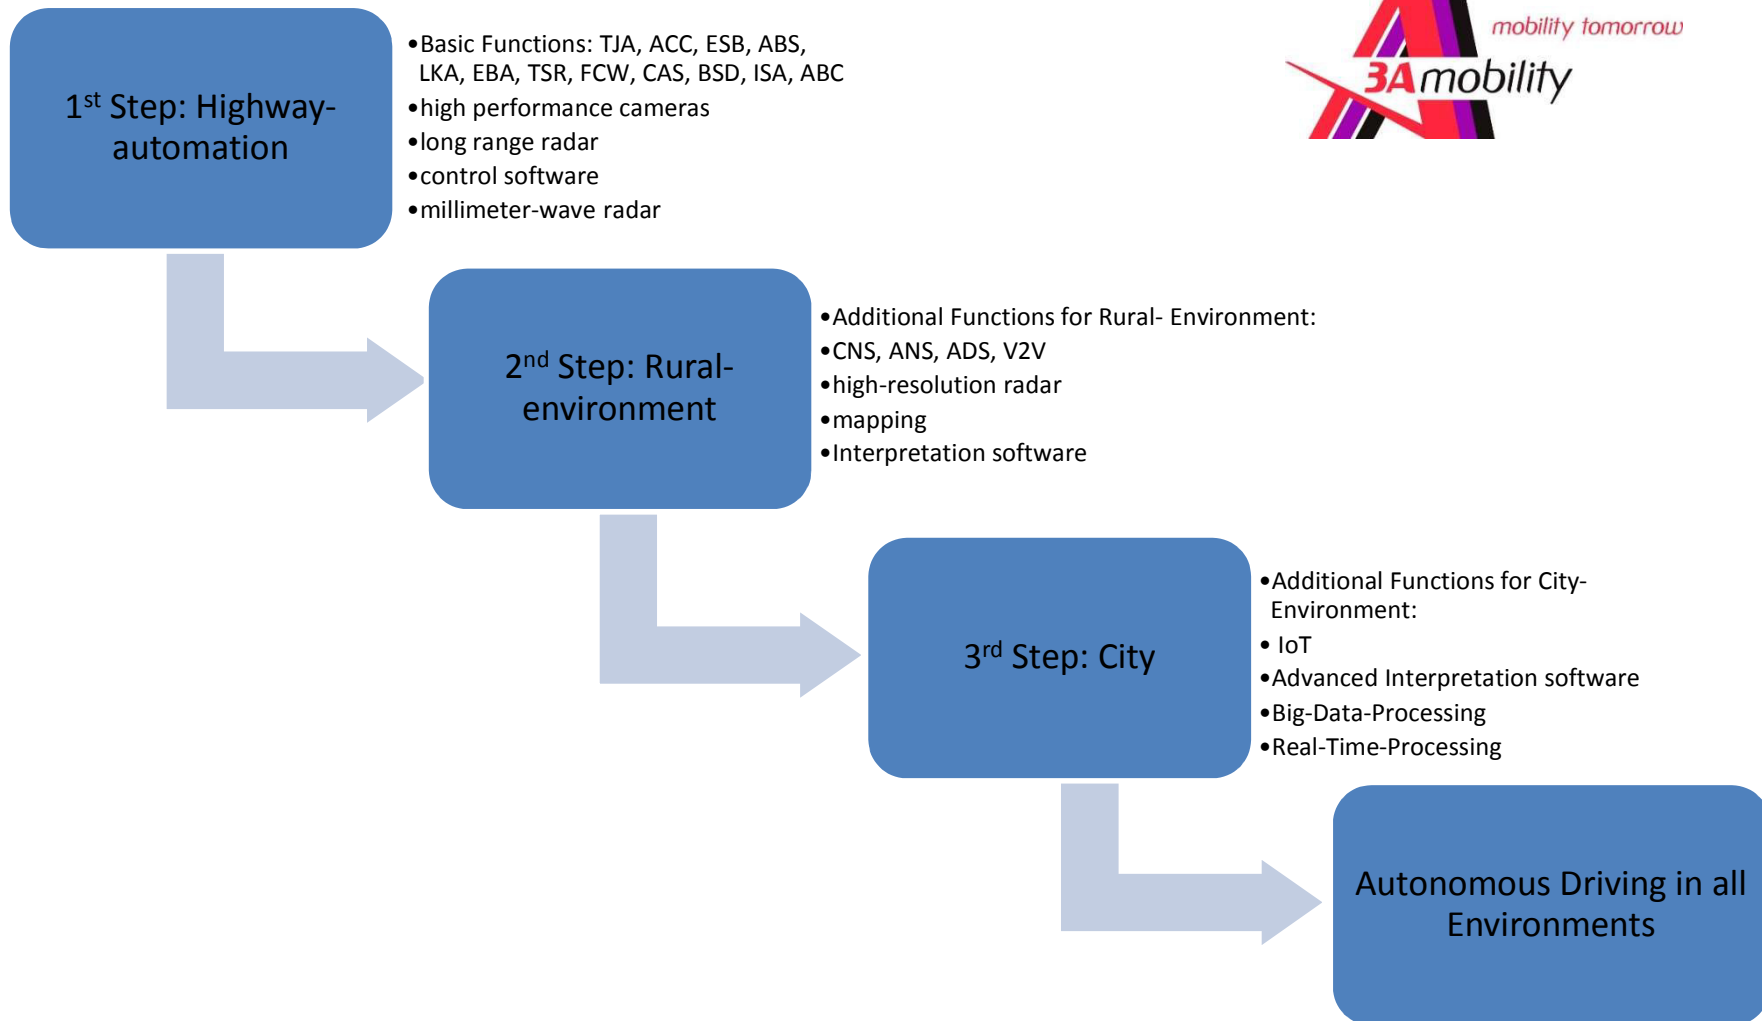 mobility tomorrow
3A mobility
1st Step: Highway-
automation
•Basic Functions: TJA, ACC, ESB, ABS,
LKA, EBA, TSR, FCW, CAS, BSD, ISA, ABC
•high performance cameras
•long range radar
•control software
•millimeter-wave radar
2nd Step: Rural-
environment
•Additional Functions for Rural- Environment:
•CNS, ANS, ADS, V2V
•high-resolution radar
•mapping
•Interpretation software
3rd Step: City
•Additional Functions for City-
Environment:
• IoT
•Advanced Interpretation software
•Big-Data-Processing
•Real-Time-Processing
Autonomous Driving in all
Environments